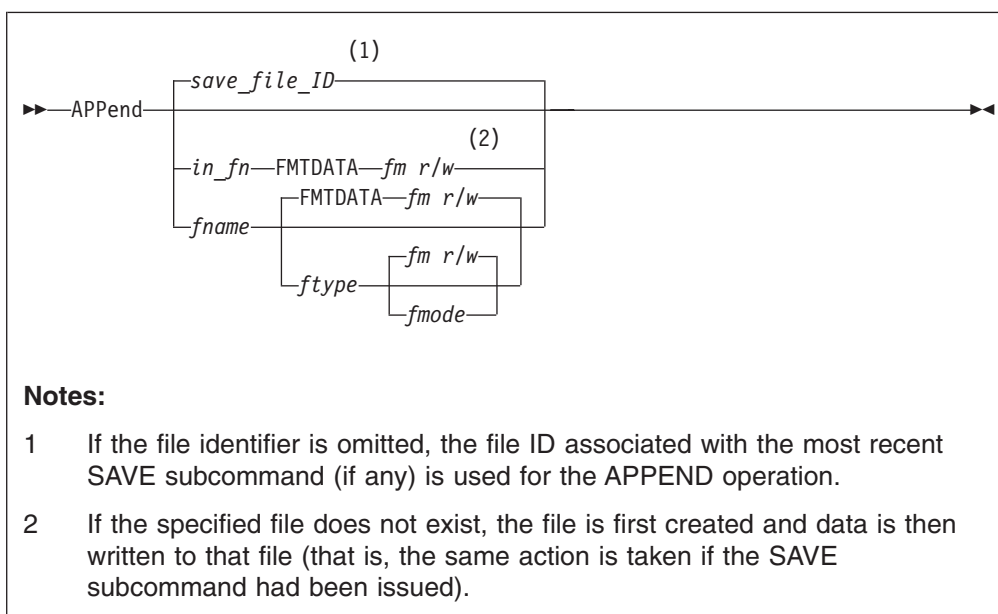 (1)
save_file_ID
APPend
(2)
in_fn FMTDATA fm r/w
FMTDATA fm r/w
fname
fm r/w
ftype
fmode
Notes:
1 If the file identifier is omitted, the file ID associated with the most recent
SAVE subcommand (if any) is used for the APPEND operation.
2 If the specified file does not exist, the file is first created and data is then
written to that file (that is, the same action is taken if the SAVE
subcommand had been issued).